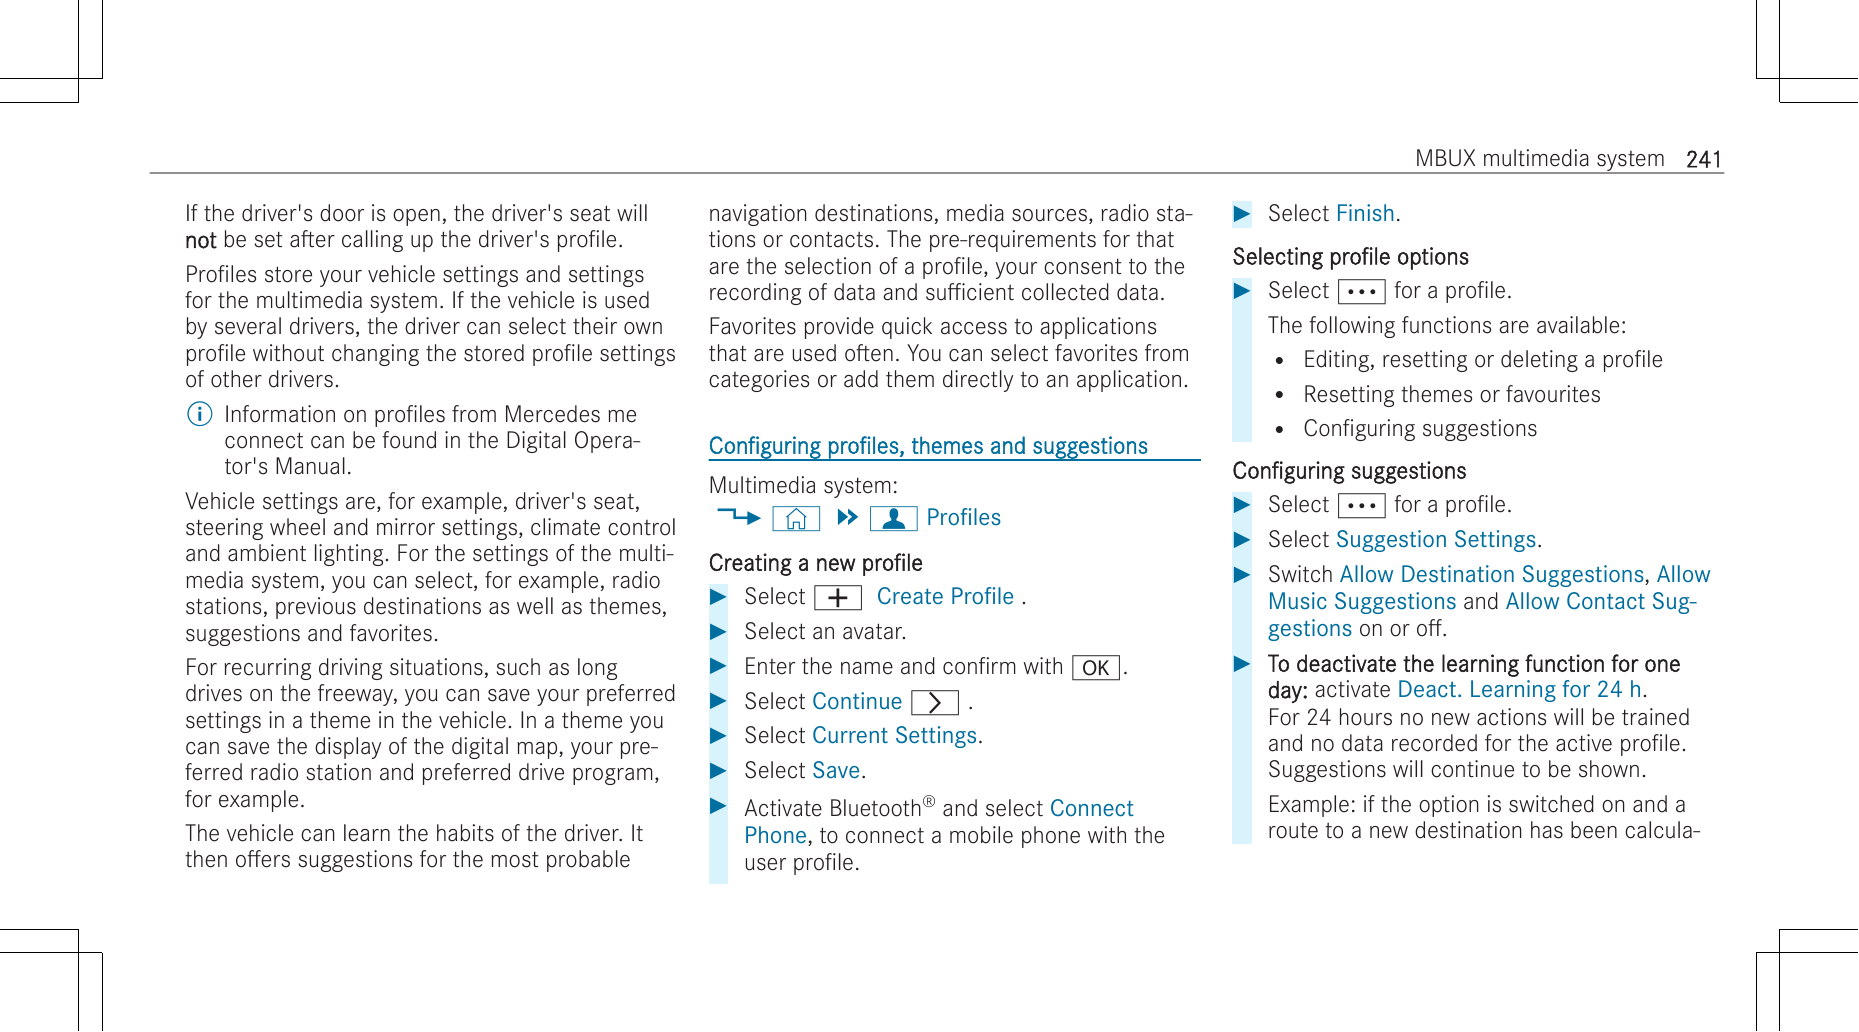 MBUX multimedia system 241
If the driver's door is open, the driver's seat will
not be set after calling up the driver's profile.
Profiles store your vehicle settings and settings
for the multimedia system. If the vehicle is used
by several drivers, the driver can select their own
profile without changing the stored profile settings
of other drivers.
Information on profiles from Mercedes me
connect can be found in the Digital Opera-
tor's Manual.
Vehicle settings are, for example, driver's seat,
steering wheel and mirror settings, climate control
and ambient lighting. For the settings of the multi-
media system, you can select, for example, radio
stations, previous destinations as well as themes,
suggestions and favorites.
For recurring driving situations, such as long
drives on the freeway, you can save your preferred
settings in a theme in the vehicle. In a theme you
can save the display of the digital map, your pre-
ferred radio station and preferred drive program,
for example.
The vehicle can learn the habits of the driver. It
then offers suggestions for the most probable
navigation destinations, media sources, radio sta-
tions or contacts. The pre-requirements for that
are the selection of a profile, your consent to the
recording of data and sufficient collected data.
Favorites provide quick access to applications
that are used often. You can select favorites from
categories or add them directly to an application.
Configuring profiles, themes and suggestions
Multimedia system:
Profiles
Creating a new profile
Select + Create Profile .
Select an avatar.
Enter the name and confirm with OK.
Select Continue > .
Select Current Settings.
Select Save.
Activate Bluetooth® and select Connect
Phone, to connect a mobile phone with the
user profile.
Select Finish.
Selecting profile options
Select ... for a profile.
The following functions are available:
• Editing, resetting or deleting a profile
• Resetting themes or favourites
• Configuring suggestions
Configuring suggestions
Select ... for a profile.
Select Suggestion Settings.
Switch Allow Destination Suggestions, Allow
Music Suggestions and Allow Contact Sug-
gestions on or off.
To deactivate the learning function for one
day: activate Deact. Learning for 24 h.
For 24 hours no new actions will be trained
and no data recorded for the active profile.
Suggestions will continue to be shown.
Example: if the option is switched on and a
route to a new destination has been calcula-